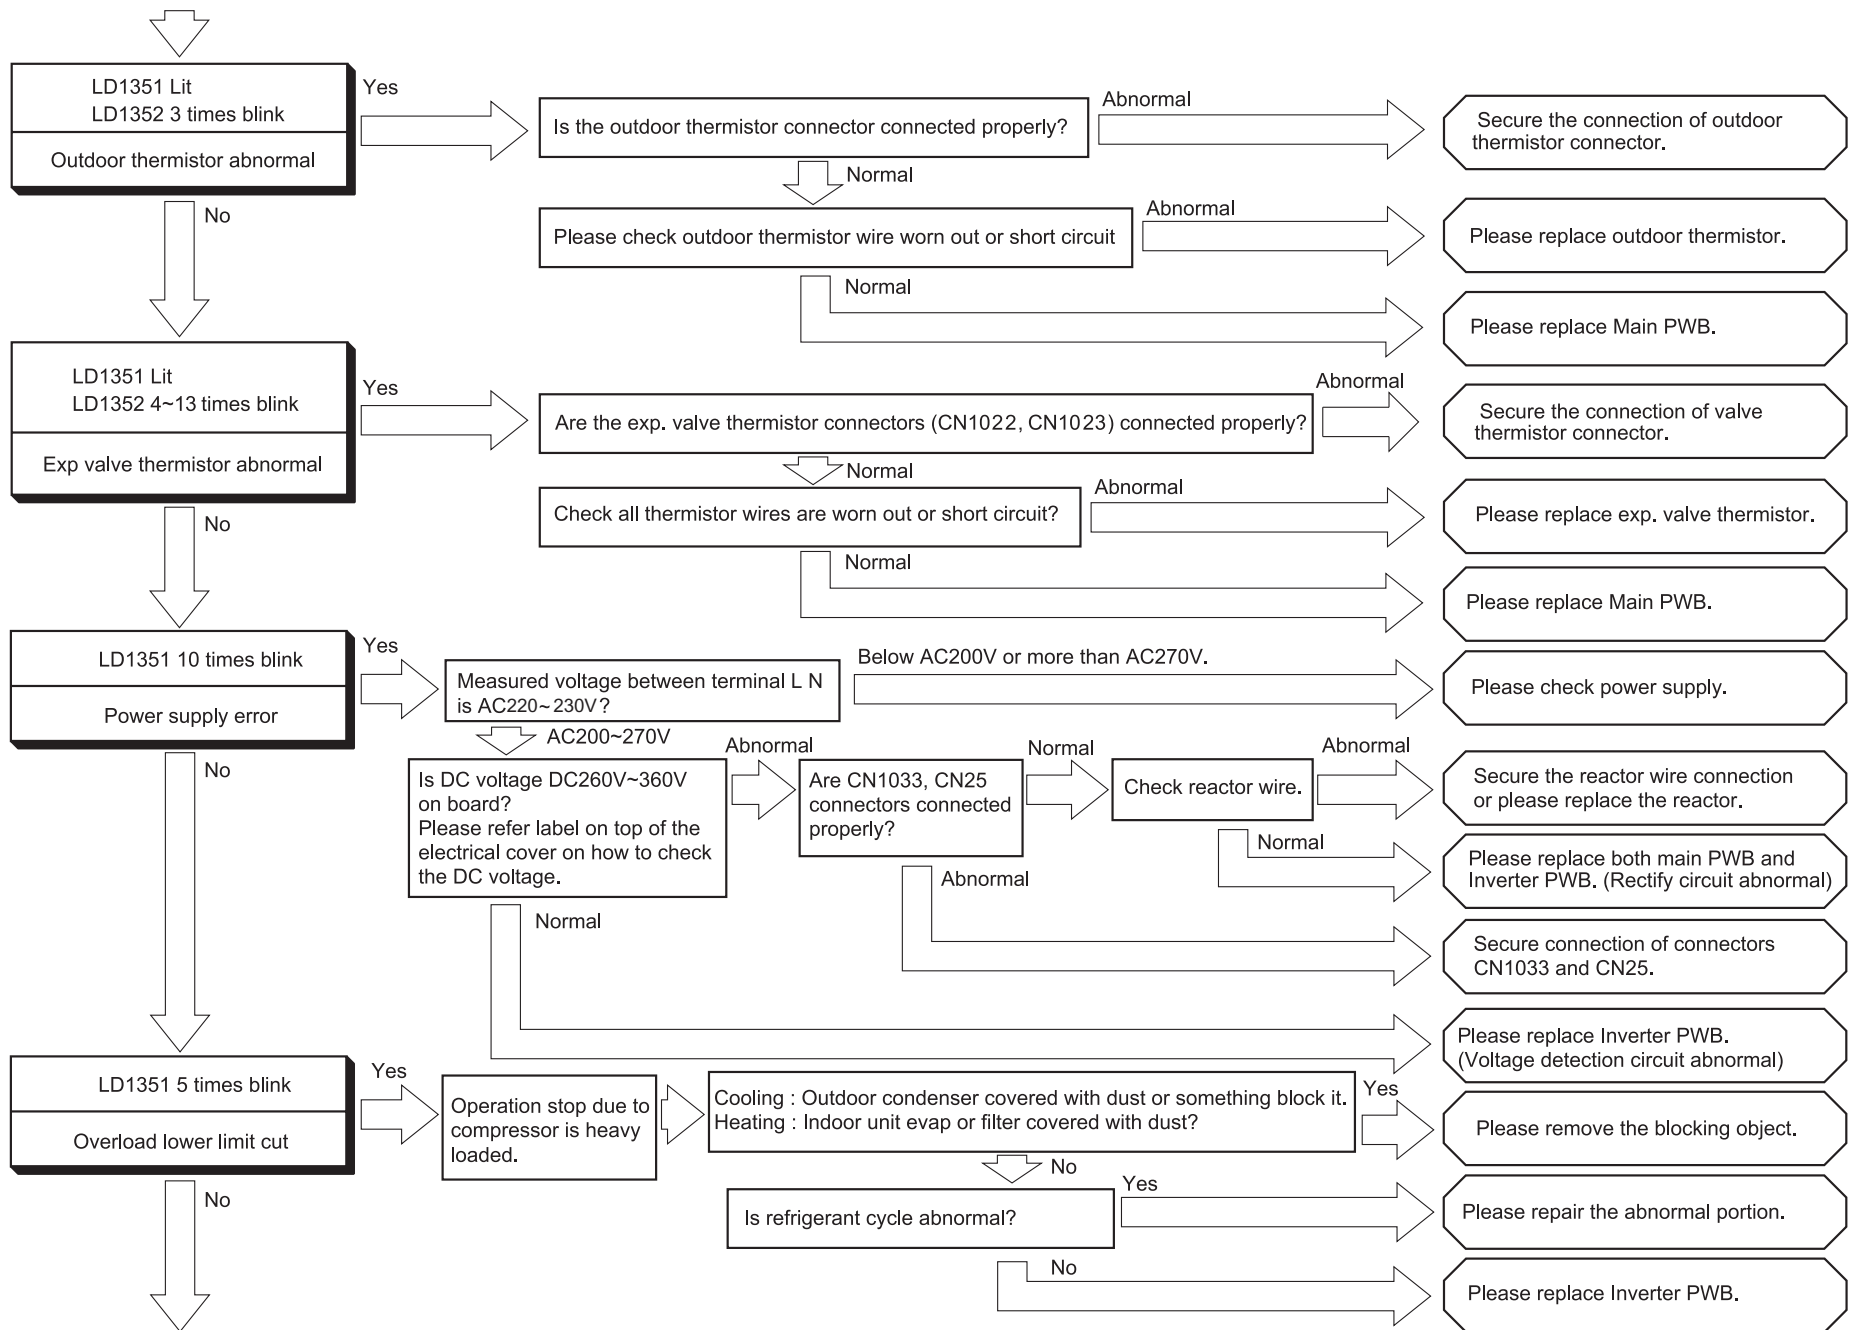 LD1351 Lit
LD1352 3 times blink
Outdoor thermistor abnormal
Yes
Is the outdoor thermistor connector connected properly?
Abnormal
Secure the connection of outdoor
thermistor connector.
Normal
No
Please check outdoor thermistor wire worn out or short circuit
Abnormal
Please replace outdoor thermistor.
Normal
Please replace Main PWB.
LD1351 Lit
LD1352 4~13 times blink
Exp valve thermistor abnormal
Yes
Are the exp. valve thermistor connectors (CN1022, CN1023) connected properly?
Abnormal
Secure the connection of valve
thermistor connector.
Normal
No
Check all thermistor wires are worn out or short circuit?
Abnormal
Please replace exp. valve thermistor.
Normal
Please replace Main PWB.
LD1351 10 times blink
Power supply error
Yes
Measured voltage between terminal L N
is AC220~230V?
Below AC200V or more than AC270V.
Please check power supply.
AC200~270V
No
Is DC voltage DC260V~360V
on board?
Please refer label on top of the
electrical cover on how to check
the DC voltage.
Abnormal
Are CN1033, CN25
connectors connected
properly?
Normal
Check reactor wire.
Abnormal
Secure the reactor wire connection
or please replace the reactor.
Normal
Please replace both main PWB and
Inverter PWB. (Rectify circuit abnormal)
Abnormal
Secure connection of connectors
CN1033 and CN25.
Normal
Please replace Inverter PWB.
(Voltage detection circuit abnormal)
LD1351 5 times blink
Overload lower limit cut
Yes
Operation stop due to
compressor is heavy
loaded.
Cooling : Outdoor condenser covered with dust or something block it.
Heating : Indoor unit evap or filter covered with dust?
Yes
Please remove the blocking object.
No
No
Is refrigerant cycle abnormal?
Yes
Please repair the abnormal portion.
No
Please replace Inverter PWB.